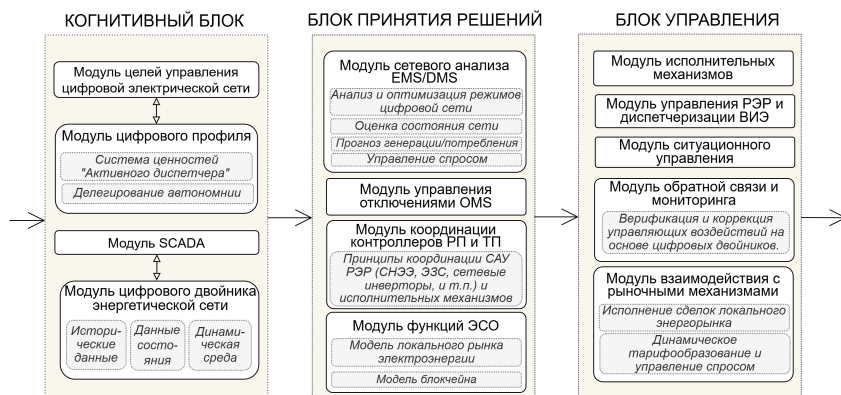 КОГНИТИВНЫЙ БЛОК
Модуль целей управления
цифровой электрической сети
Модуль цифрового профиля
Система ценностей
"Активного диспетчера"
Делегирование автономии
Модуль SCADA
Модуль цифрового двойника
энергетической сети
Истори-
ческие
данные
Данные
состо-
яния
Динами-
ческая
среда
БЛОК ПРИНЯТИЯ РЕШЕНИЙ
Модуль сетевого анализа
EMS/DMS
Анализ и оптимизация режимов
цифровой сети
Оценка состояния сети
Прогноз генерации/потребления
Управление спросом
Модуль управления
отключениями OMS
Модуль координации
контроллеров РП и ТП
Принципы координации САУ
РЭР (СНЭЭ, ЭЗС, сетевые
инверторы, и т.п.) и
исполнительных механизмов
Модуль функций ЭСО
Модель локального рынка
электроэнергии
Модель блокчейна
БЛОК УПРАВЛЕНИЯ
Модуль исполнительных
механизмов
Модуль управления РЭР и
диспетчеризации ВИЭ
Модуль ситуационного
управления
Модуль обратной связи и
мониторинга
Верификация и коррекция
управляющих воздействий на
основе цифровых двойников.
Модуль взаимодействия с
рыночными механизмами
Исполнение сделок локального
энергорынка
Динамическое
тарифообразование и
управление спросом